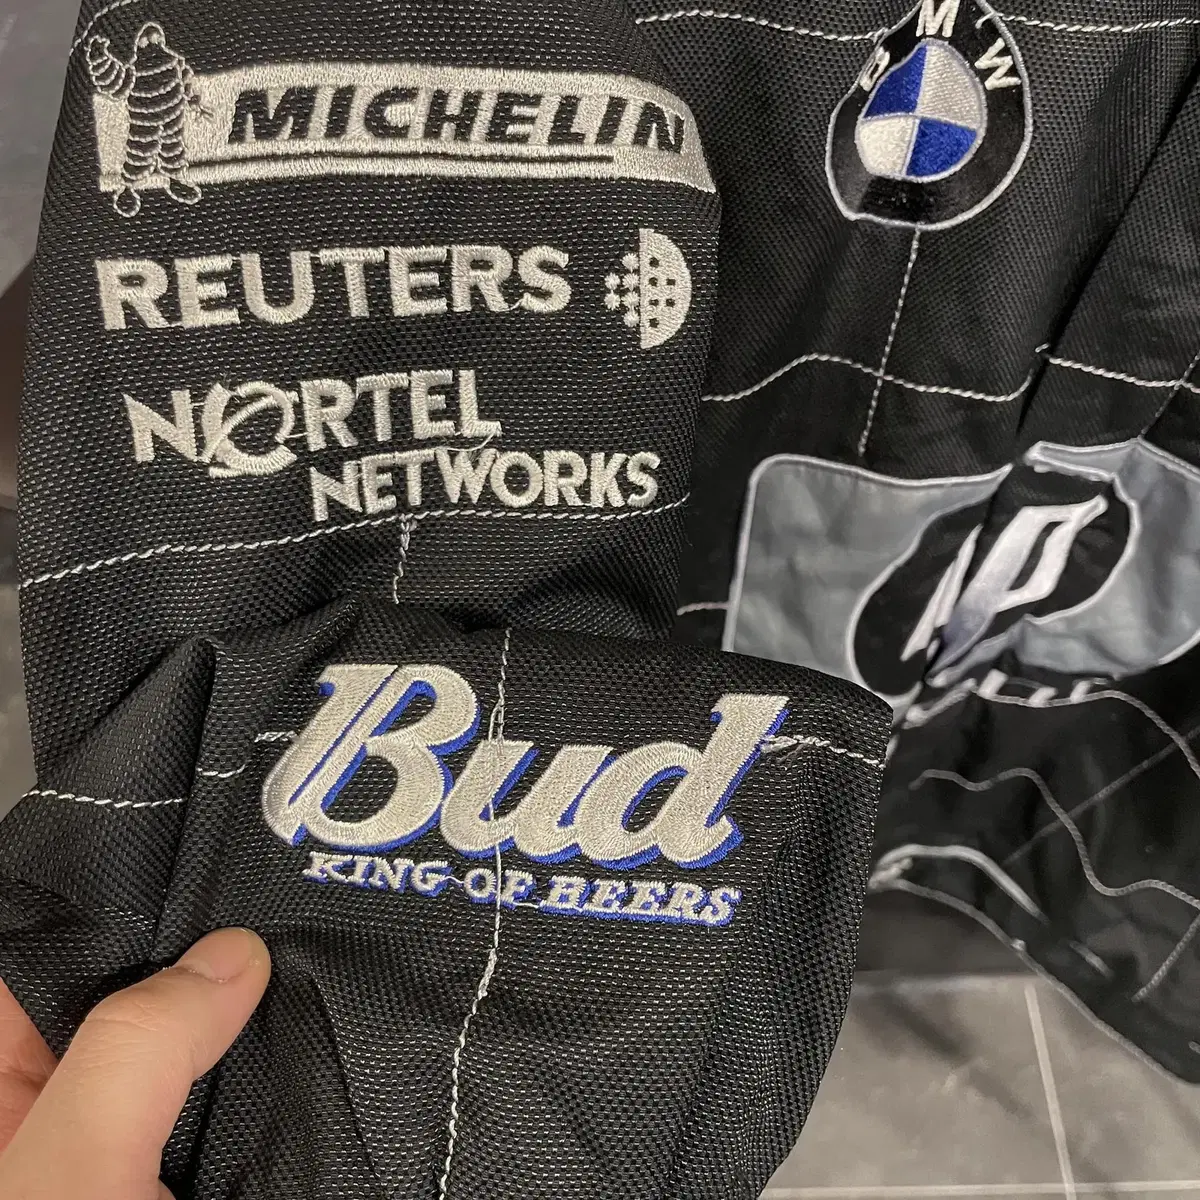 MICHELIN
BMW
REUTERS
NORTEL
NETWORKS
Bud
KING OF BEERS